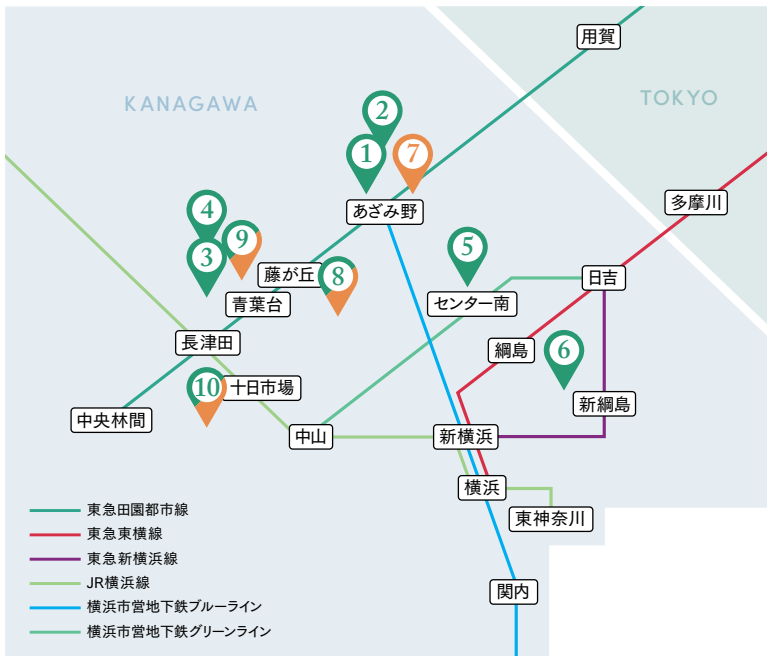 用賀
KANAGAWA
TOKYO
2
1
7
多摩川
あざみ野
4
9
3
5
藤が丘
8
日吉
青葉台
センター南
長津田
綱島
6
10
十日市場
新綱島
中央林間
中山
新横浜
横浜
東神奈川
関内
東急田園都市線
東急東横線
東急新横浜線
JR横浜線
横浜市営地下鉄ブルーライン
横浜市営地下鉄グリーンライン